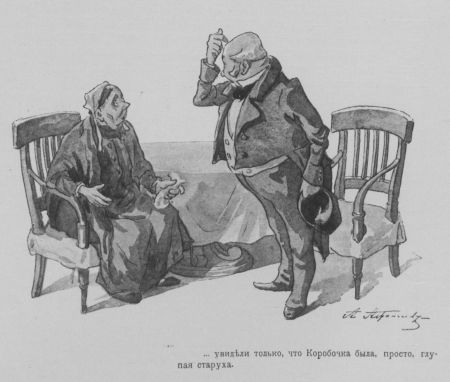 ... увидѣли только, что Коробочка была, просто, глу-
пая старуха.